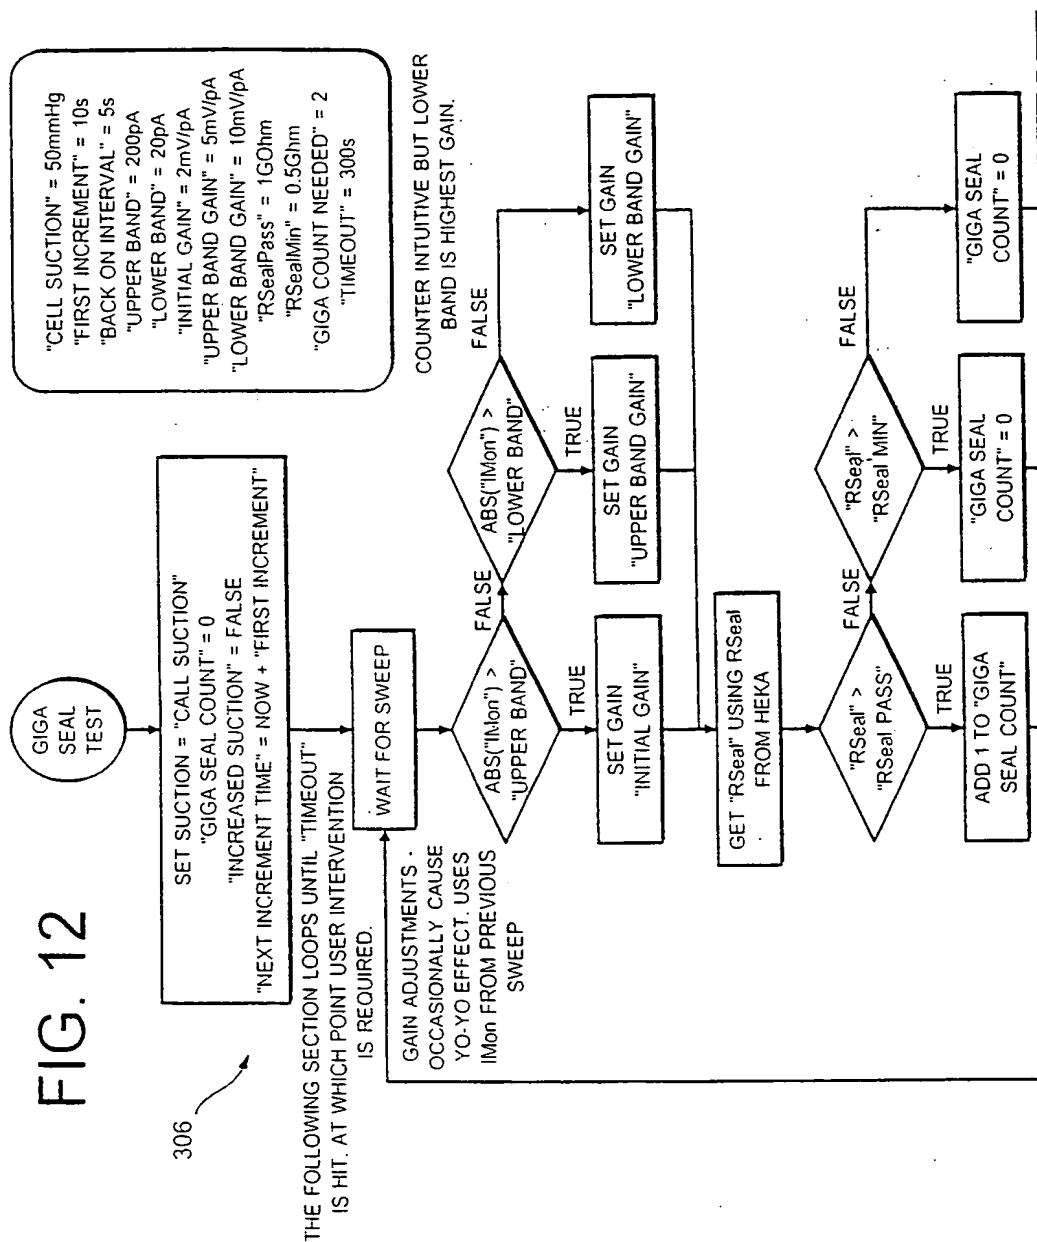 FIG. 12
306
GIGA
SEAL
TEST
"CELL SUCTION" = 50mmHg
"FIRST INCREMENT" = 10s
"BACK ON INTERVAL" = 5s
"UPPER BAND" = 200pA
"LOWER BAND" = 20pA
"INITIAL GAIN" = 2mV/pA
"UPPER BAND GAIN" = 5mV/pA
"LOWER BAND GAIN" = 10mV/pA
"RSealPass" = 1GOhm
"RSealMin" = 0.5Ghm
"GIGA COUNT NEEDED" = 2
"TIMEOUT" = 300s
SET SUCTION = "CALL SUCTION"
"GIGA SEAL COUNT" = 0
"INCREASED SUCTION" = FALSE
"NEXT INCREMENT TIME" = NOW + "FIRST INCREMENT"
THE FOLLOWING SECTION LOOPS UNTIL "TIMEOUT"
IS HIT. AT WHICH POINT USER INTERVENTION
IS REQUIRED.
WAIT FOR SWEEP
GAIN ADJUSTMENTS -
OCCASIONALLY CAUSE
YO-YO EFFECT. USES
IMon FROM PREVIOUS
SWEEP
COUNTER INTUITIVE BUT LOWER
BAND IS HIGHEST GAIN.
ABS("IMon") >
"UPPER BAND"
FALSE
TRUE
ABS("IMon") >
"LOWER BAND"
FALSE
TRUE
SET GAIN
"INITIAL GAIN"
SET GAIN
"UPPER BAND GAIN"
SET GAIN
"LOWER BAND GAIN"
GET "RSeal" USING RSeal
FROM HEKA
"RSeal" >
"RSeal PASS"
FALSE
TRUE
"RSeal" >
"RSeal MIN"
FALSE
TRUE
ADD 1 TO "GIGA
SEAL COUNT"
"GIGA SEAL
COUNT" = 0
"GIGA SEAL
COUNT" = 0